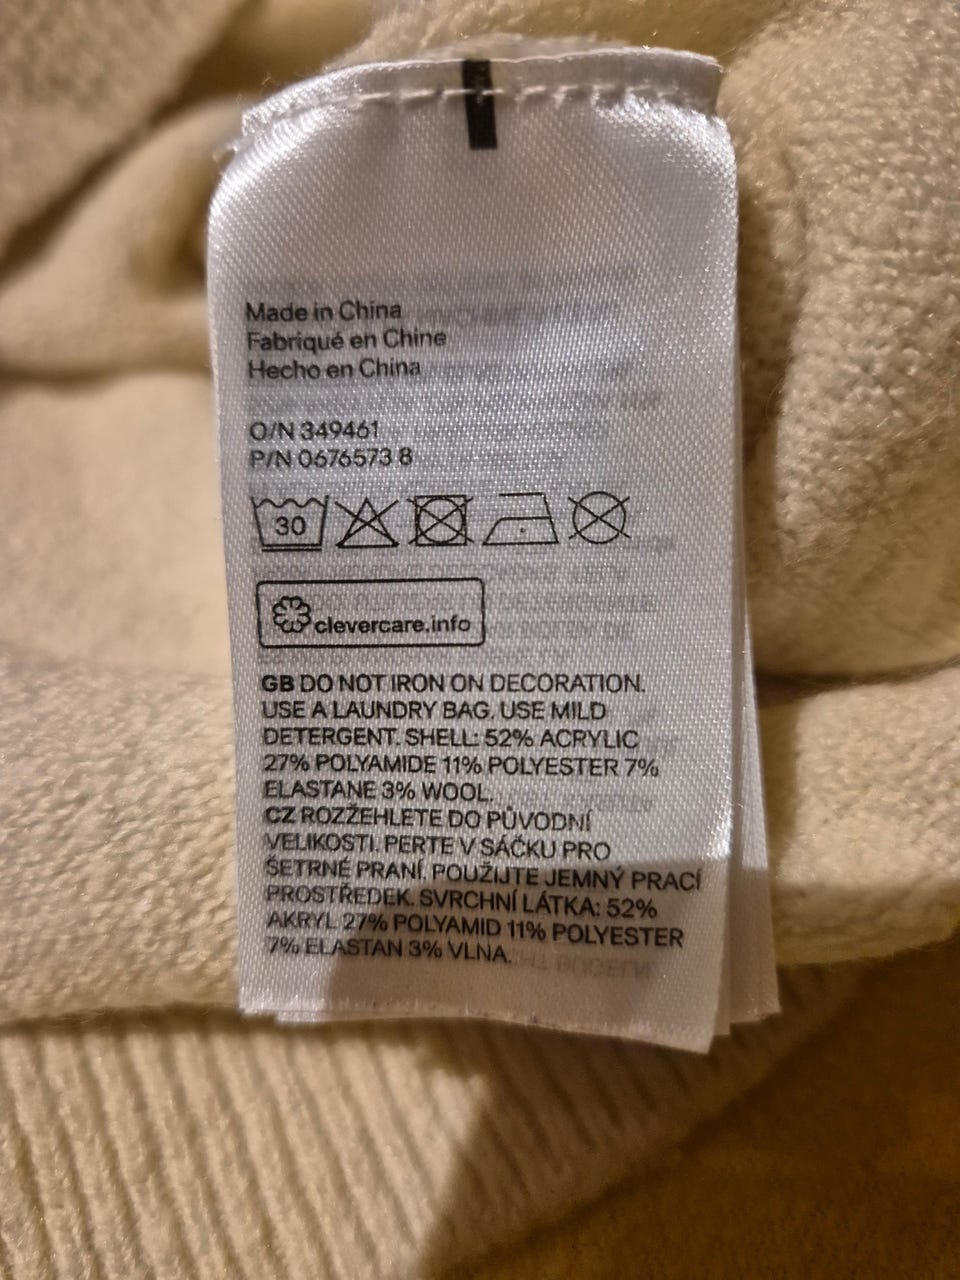 Made in China
Fabriqué en Chine
Hecho en China
O/N 349461
P/N 0676573 8
30
clevercare.info
GB DO NOT IRON ON DECORATION.
USE A LAUNDRY BAG. USE MILD
DETERGENT. SHELL: 52% ACRYLIC
27% POLYAMIDE 11% POLYESTER 7%
ELASTANE 3% WOOL.
CZ ROZŽEHLETE DO PŮVODNÍ
VELIKOSTI. PERTE V SÁČKU PRO
ŠETRNÉ PRANÍ. POUŽIJTE JEMNÝ PRACÍ
PROSTŘEDEK. SVRCHNÍ LÁTKA: 52%
AKRYL 27% POLYAMID 11% POLYESTER
7% ELASTAN 3% VLNA.